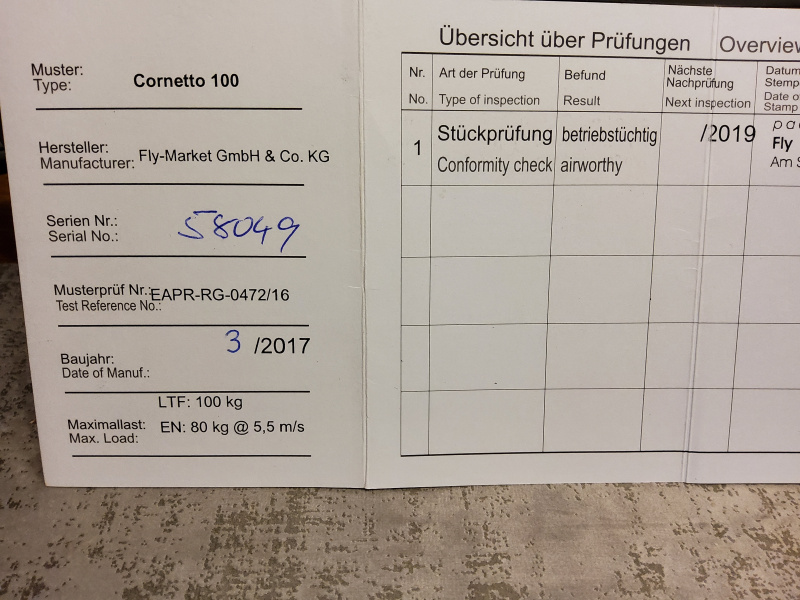 Muster:
Type: Cornetto 100
Hersteller:
Manufacturer: Fly-Market GmbH & Co. KG
Serien Nr.:
Serial No.: 58049
Musterprüf Nr.: EAPR-RG-0472/16
Test Reference No.:
Baujahr: 3 /2017
Date of Manuf.:
LTF: 100 kg
Maximallast: EN: 80 kg @ 5,5 m/s
Max. Load:
Übersicht über Prüfungen Overview
Nr. Art der Prüfung Befund Nächste Nachprüfung Datum
Stemp
No. Type of inspection Result Next inspection Date o
Stamp
1 Stückprüfung betriebstüchtig /2019 pa
Fly
Conformity check airworthy Am S